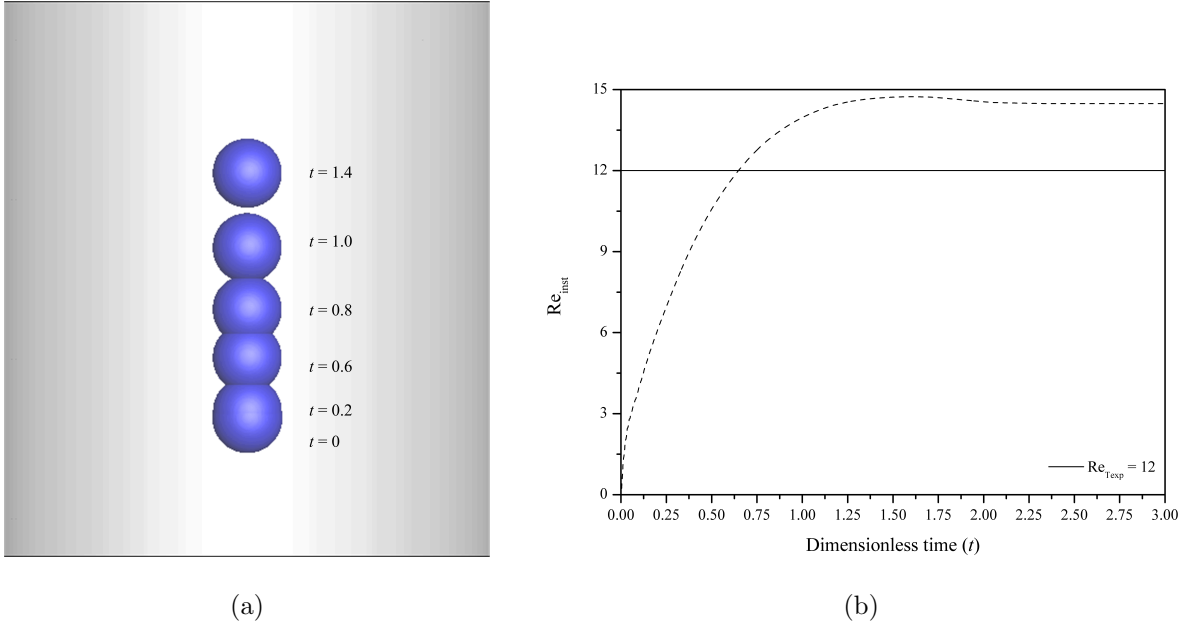 t = 1.4
t = 1.0
t = 0.8
t = 0.6
t = 0.2
t = 0
(a)
15
12
9
6
3
0
Re_inst
Re_Texp = 12
0.00 0.25 0.50 0.75 1.00 1.25 1.50 1.75 2.00 2.25 2.50 2.75 3.00
Dimensionless time (t)
(b)